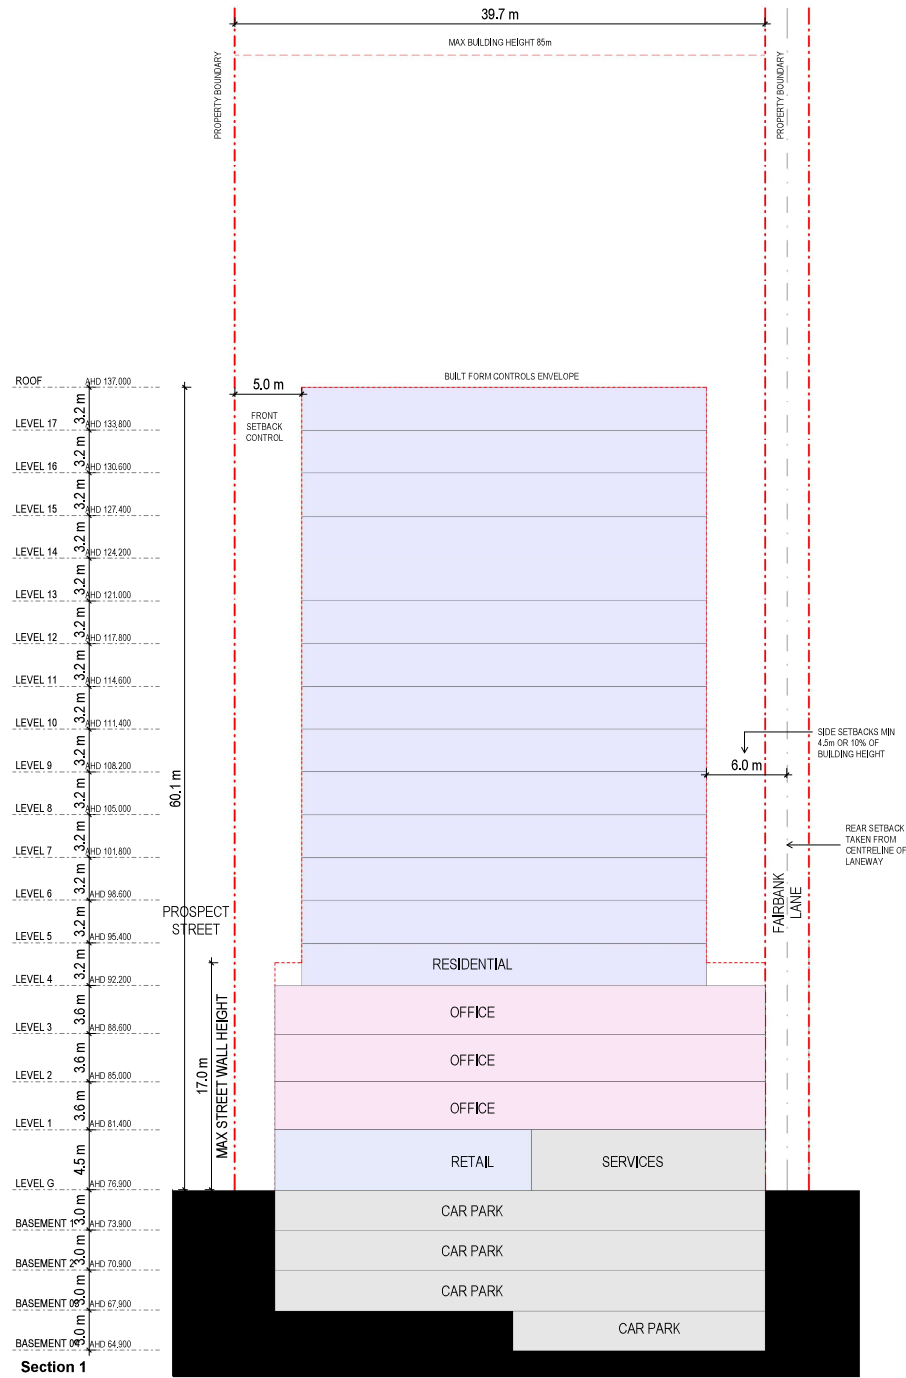 39.7 m
MAX BUILDING HEIGHT 85m
PROPERTY BOUNDARY
PROPERTY BOUNDARY
ROOF AHD 137.000
BUILT FORM CONTROLS ENVELOPE
5.0 m
FRONT
SETBACK
CONTROL
3.2 m
LEVEL 17 AHD 133.800
3.2 m
LEVEL 16 AHD 130.600
3.2 m
LEVEL 15 AHD 127.400
3.2 m
LEVEL 14 AHD 124.200
3.2 m
LEVEL 13 AHD 121.000
3.2 m
LEVEL 12 AHD 117.800
3.2 m
LEVEL 11 AHD 114.600
3.2 m
LEVEL 10 AHD 111.400
3.2 m
LEVEL 9 AHD 108.200
3.2 m
LEVEL 8 AHD 105.000
3.2 m
LEVEL 7 AHD 101.800
3.2 m
LEVEL 6 AHD 98.600
3.2 m
LEVEL 5 AHD 95.400
3.2 m
LEVEL 4 AHD 92.200
3.6 m
LEVEL 3 AHD 88.600
3.6 m
LEVEL 2 AHD 85.000
3.6 m
LEVEL 1 AHD 81.400
4.5 m
LEVEL G AHD 76.900
3.0 m
BASEMENT 1 AHD 73.900
3.0 m
BASEMENT 2 AHD 70.900
3.0 m
BASEMENT 03 AHD 67.900
3.0 m
BASEMENT 04 AHD 64.900
60.1 m
17.0 m
MAX STREET WALL HEIGHT
PROSPECT
STREET
SIDE SETBACKS MIN
4.5m OR 10% OF
BUILDING HEIGHT
6.0 m
REAR SETBACK
TAKEN FROM
CENTRELINE OF
LANEWAY
FAIRBANK
LANE
RESIDENTIAL
OFFICE
OFFICE
OFFICE
RETAIL
SERVICES
CAR PARK
CAR PARK
CAR PARK
CAR PARK
Section 1